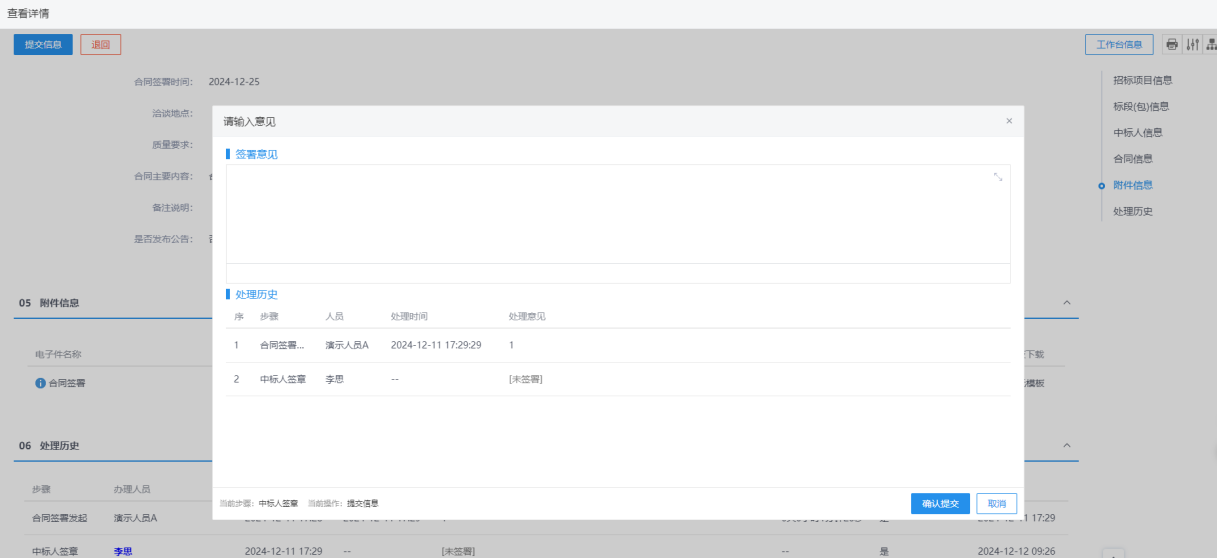 查看详情
提交信息 退回 工作台信息
合同签署时间： 2024-12-25
招标项目信息
标段(包)信息
中标人信息
合同信息
附件信息
处理历史
洽谈地点：
质量要求：
合同主要内容：
备注说明：
是否发布公告：
请输入意见 ×
签署意见
处理历史
序 步骤 人员 处理时间 处理意见
1 合同签署... 演示人员A 2024-12-11 17:29:29 1
2 中标人签章 李思 -- [未签署]
当前步骤：中标人签章 当前操作：提交信息
确认提交 取消
05 附件信息
电子件名称 下载
合同签署 模板
06 处理历史
步骤 办理人员
合同签署发起 演示人员A 17:29
中标人签章 李思 2024-12-11 17:29 -- [未签署] -- 是 2024-12-12 09:26